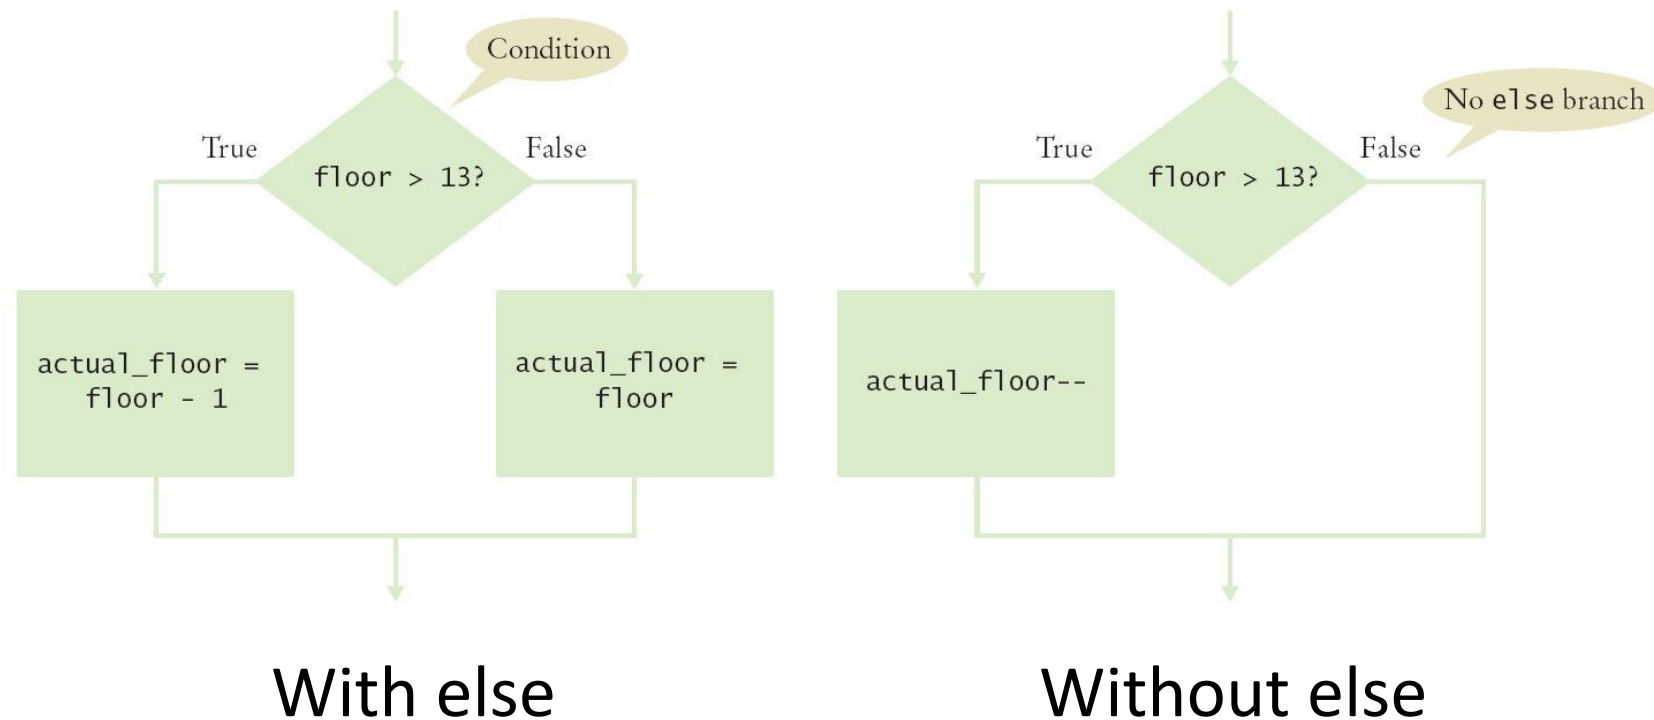 Condition
True
False
floor > 13?
actual_floor =
floor - 1
actual_floor =
floor
With else
No else branch
True
False
floor > 13?
actual_floor--
Without else